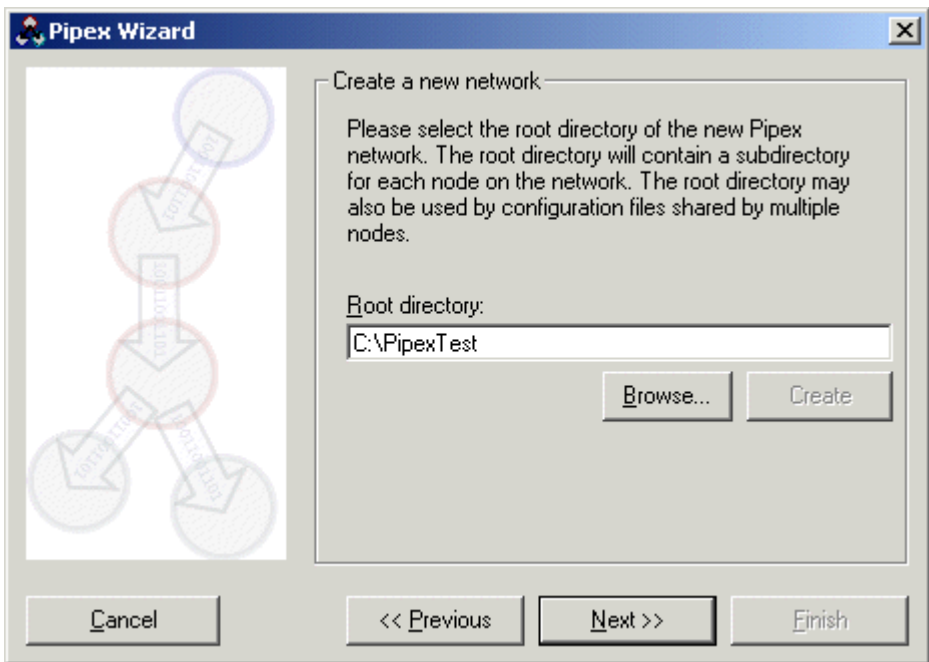 Pipex Wizard
Create a new network
Please select the root directory of the new Pipex
network. The root directory will contain a subdirectory
for each node on the network. The root directory may
also be used by configuration files shared by multiple
nodes.
Root directory:
C:\PipexTest
Browse...
Create
Cancel
<< Previous
Next >>
Finish